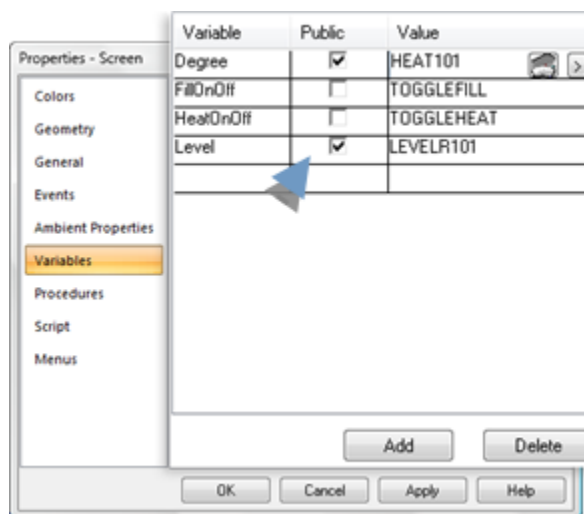 Variable Public Value
Properties - Screen
Degree HEAT101
FillOnOff TOGGLEFILL
HeatOnOff TOGGLEHEAT
Level LEVELR101
Colors
Geometry
General
Events
Ambient Properties
Variables
Procedures
Script
Menus
Add Delete
OK Cancel Apply Help